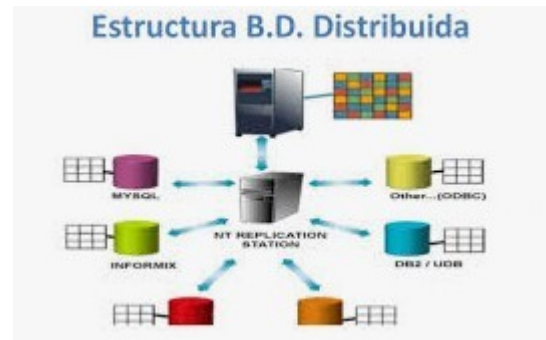 Estructura B.D. Distribuida
MYSQL
Other...(ODBC)
NT REPLICATION
STATION
INFORMIX
DB2 / UDB